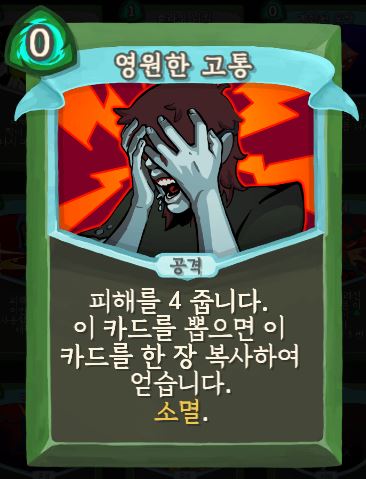 0
영원한 고통
공격
피해를 4 줍니다.
이 카드를 뽑으면 이
카드를 한 장 복사하여
얻습니다.
소멸.